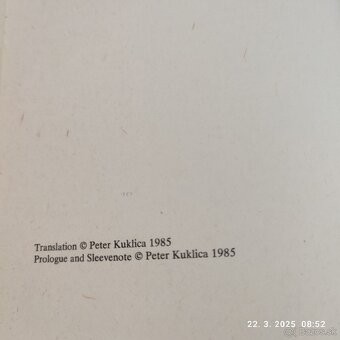 Translation © Peter Kuklica 1985
Prologue and Sleevenote © Peter Kuklica 1985
22. 3. 2025 08:52